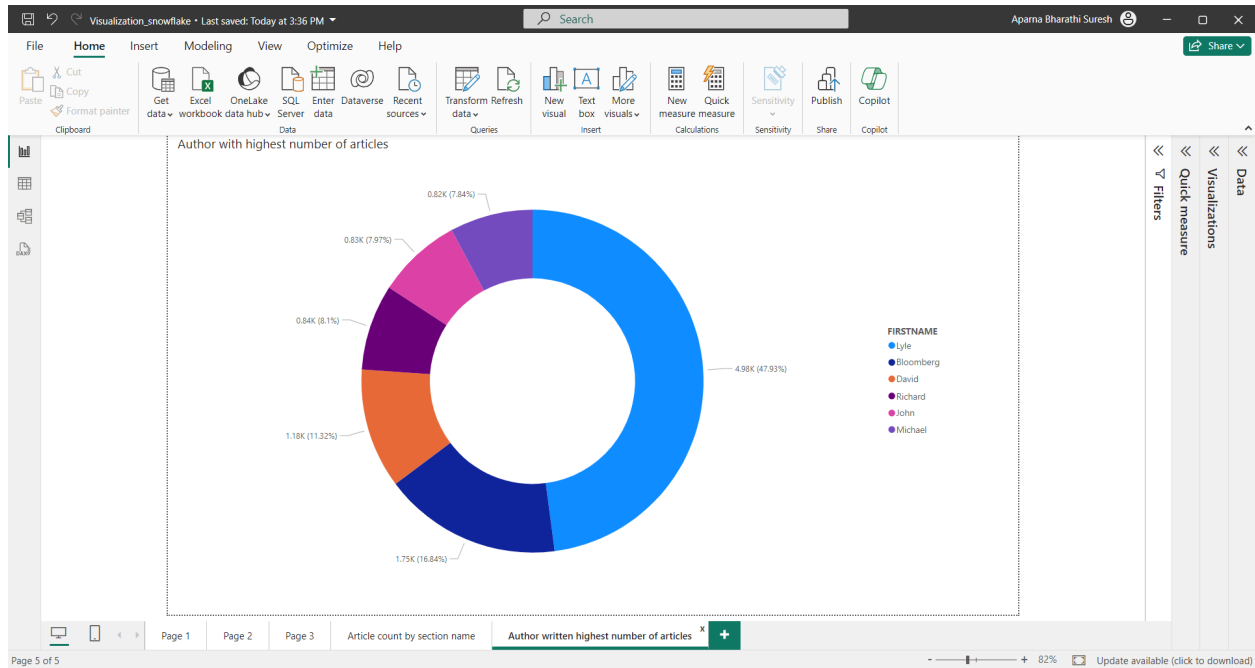 Visualization_snowflake • Last saved: Today at 3:36 PM
Search
Aparna Bharathi Suresh
File Home Insert Modeling View Optimize Help
Share
Paste
Cut
Copy
Format painter
Clipboard
Get data
Excel workbook
OneLake data hub
SQL Server
Enter data
Dataverse
Recent sources
Data
Transform data
Refresh
Queries
New visual
Text box
More visuals
Insert
New measure
Quick measure
Calculations
Sensitivity
Sensitivity
Publish
Share
Copilot
Copilot
DAX
Author with highest number of articles
0.82K (7.84%)
0.83K (7.97%)
0.84K (8.1%)
1.18K (11.32%)
1.75K (16.84%)
4.98K (47.93%)
FIRSTNAME
Lyle
Bloomberg
David
Richard
John
Michael
Filters
Quick measure
Visualizations
Data
Page 1
Page 2
Page 3
Article count by section name
Author written highest number of articles
x
+
Page 5 of 5
- + 82%
Update available (click to download)